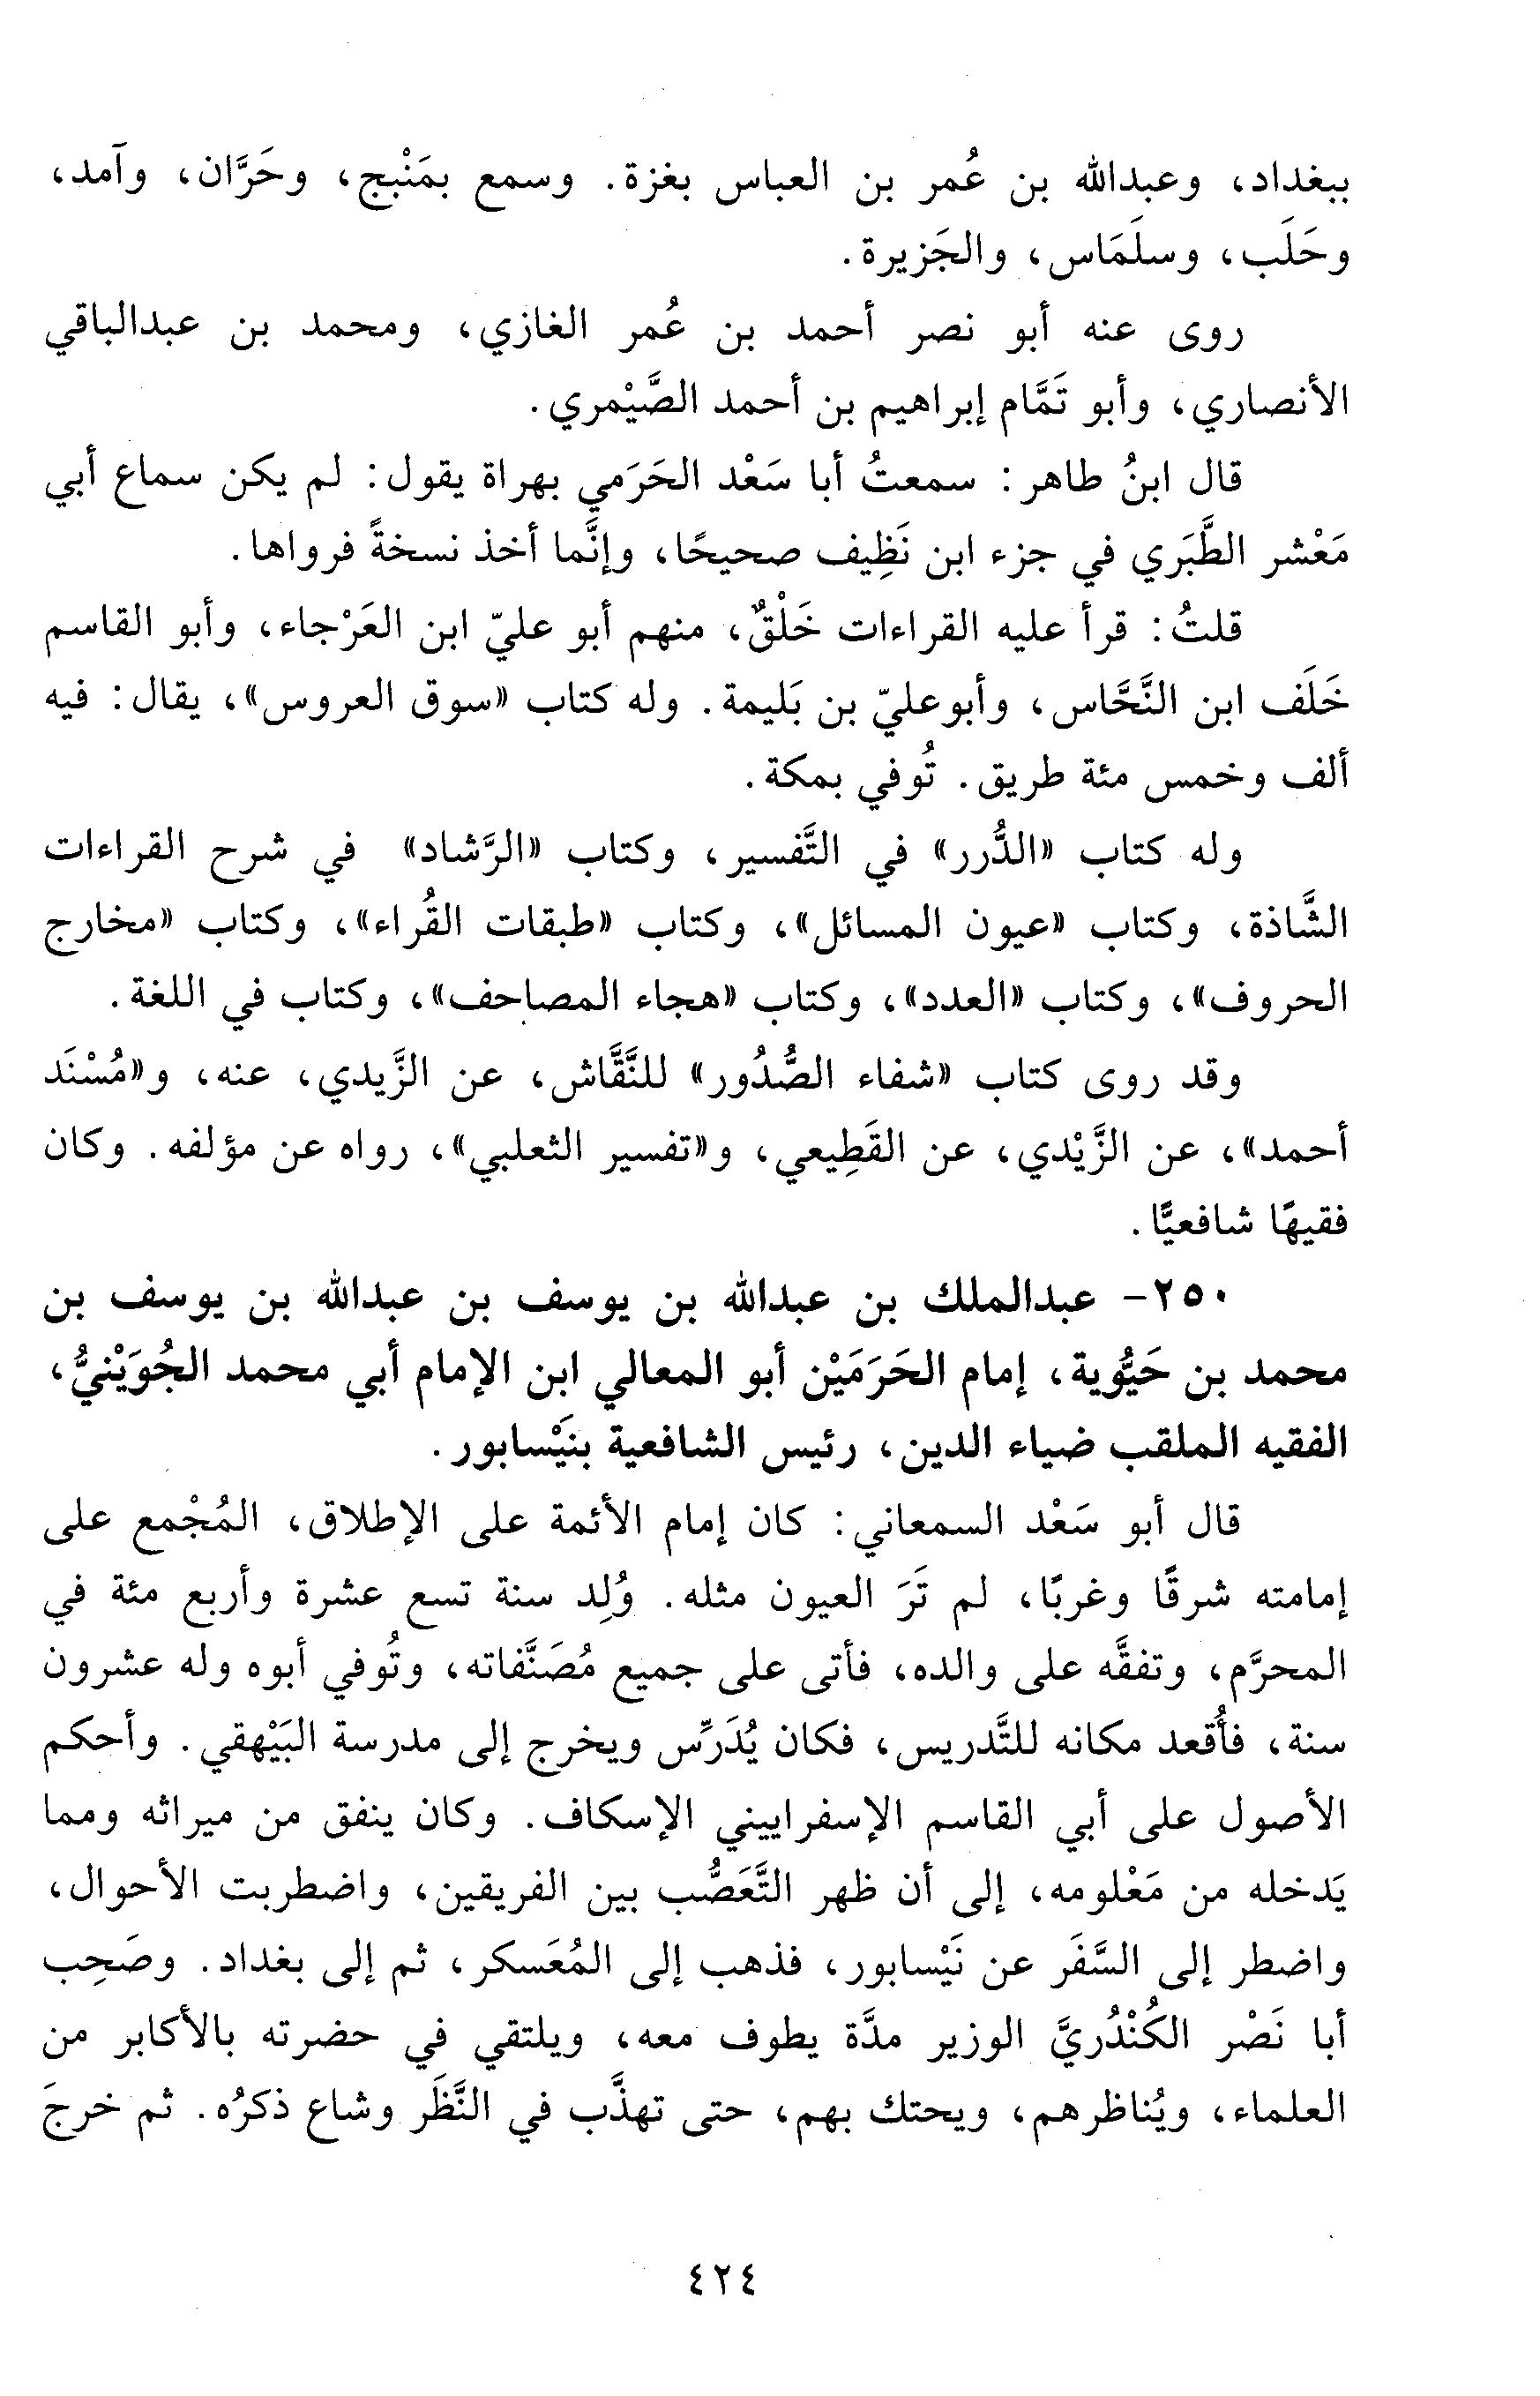 ببغداد، وعبدالله بن عُمر بن العباس بغزة. وسمع بمَنْبج، وحَرَّان، وآمد،
وحَلَب، وسلَمَاس، والجَزيرة.
روى عنه أبو نصر أحمد بن عُمر الغازي، ومحمد بن عبدالباقي
الأنصاري، وأبو تَمَّام إبراهيم بن أحمد الصَّيْمري.
قال ابنُ طاهر: سمعتُ أبا سَعْد الحَرَمي بهراة يقول: لم يكن سماع أبي
مَعْشر الطَّبَري في جزء ابن نَظِيف صحيحًا، وإنَّما أخذ نسخةً فرواها.
قلتُ: قرأ عليه القراءات خَلْقٌ، منهم أبو عليّ ابن العَرْجاء، وأبو القاسم
خَلَف ابن النَّحَّاس، وأبوعليّ بن بَليمة. وله كتاب «سوق العروس»، يقال: فيه
ألف وخمس مئة طريق. تُوفي بمكة.
وله كتاب «الدُّرر» في التَّفسير، وكتاب «الرَّشاد» في شرح القراءات
الشَّاذة، وكتاب «عيون المسائل»، وكتاب «طبقات القُراء»، وكتاب «مخارج
الحروف»، وكتاب «العدد»، وكتاب «هجاء المصاحف»، وكتاب في اللغة.
وقد روى كتاب «شفاء الصُّدُور» للنَّقَّاش، عن الزَّيدي، عنه، و«مُسْنَد
أحمد»، عن الزَّيْدي، عن القَطِيعي، و«تفسير الثعلبي»، رواه عن مؤلفه. وكان
فقيهًا شافعيًّا.
٢٥٠- عبدالملك بن عبدالله بن يوسف بن عبدالله بن يوسف بن
محمد بن حَيُّوية، إمام الحَرَمَيْن أبو المعالي ابن الإمام أبي محمد الجُوَيْنيُّ،
الفقيه الملقب ضياء الدين، رئيس الشافعية بنَيْسابور.
قال أبو سَعْد السمعاني: كان إمام الأئمة على الإطلاق، المُجْمع على
إمامته شرقًا وغربًا، لم تَرَ العيون مثله. وُلِد سنة تسع عشرة وأربع مئة في
المحرَّم، وتفقَّه على والده، فأتى على جميع مُصَنَّفاته، وتُوفي أبوه وله عشرون
سنة، فأُقعد مكانه للتَّدريس، فكان يُدَرِّس ويخرج إلى مدرسة البَيْهقي. وأحكم
الأصول على أبي القاسم الإسفراييني الإسكاف. وكان ينفق من ميراثه ومما
يَدخله من مَعْلومه، إلى أن ظهر التَّعَصُّب بين الفريقين، واضطربت الأحوال،
واضطر إلى السَّفَر عن نَيْسابور، فذهب إلى المُعَسكر، ثم إلى بغداد. وصَحِب
أبا نَصْر الكُنْدُريَّ الوزير مدَّة يطوف معه، ويلتقي في حضرته بالأكابر من
العلماء، ويُناظرهم، ويحتك بهم، حتى تهذَّب في النَّظَر وشاع ذكرُه. ثم خرجَ
٤٢٤